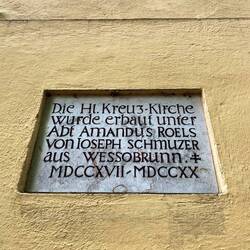 Die Hl. Kreuz-Kirche
wurde erbaut unter
Abt Amandus Roels
von Joseph Schmuzer
aus Wessobrunn. ✢
MDCCXVII-MDCCXX